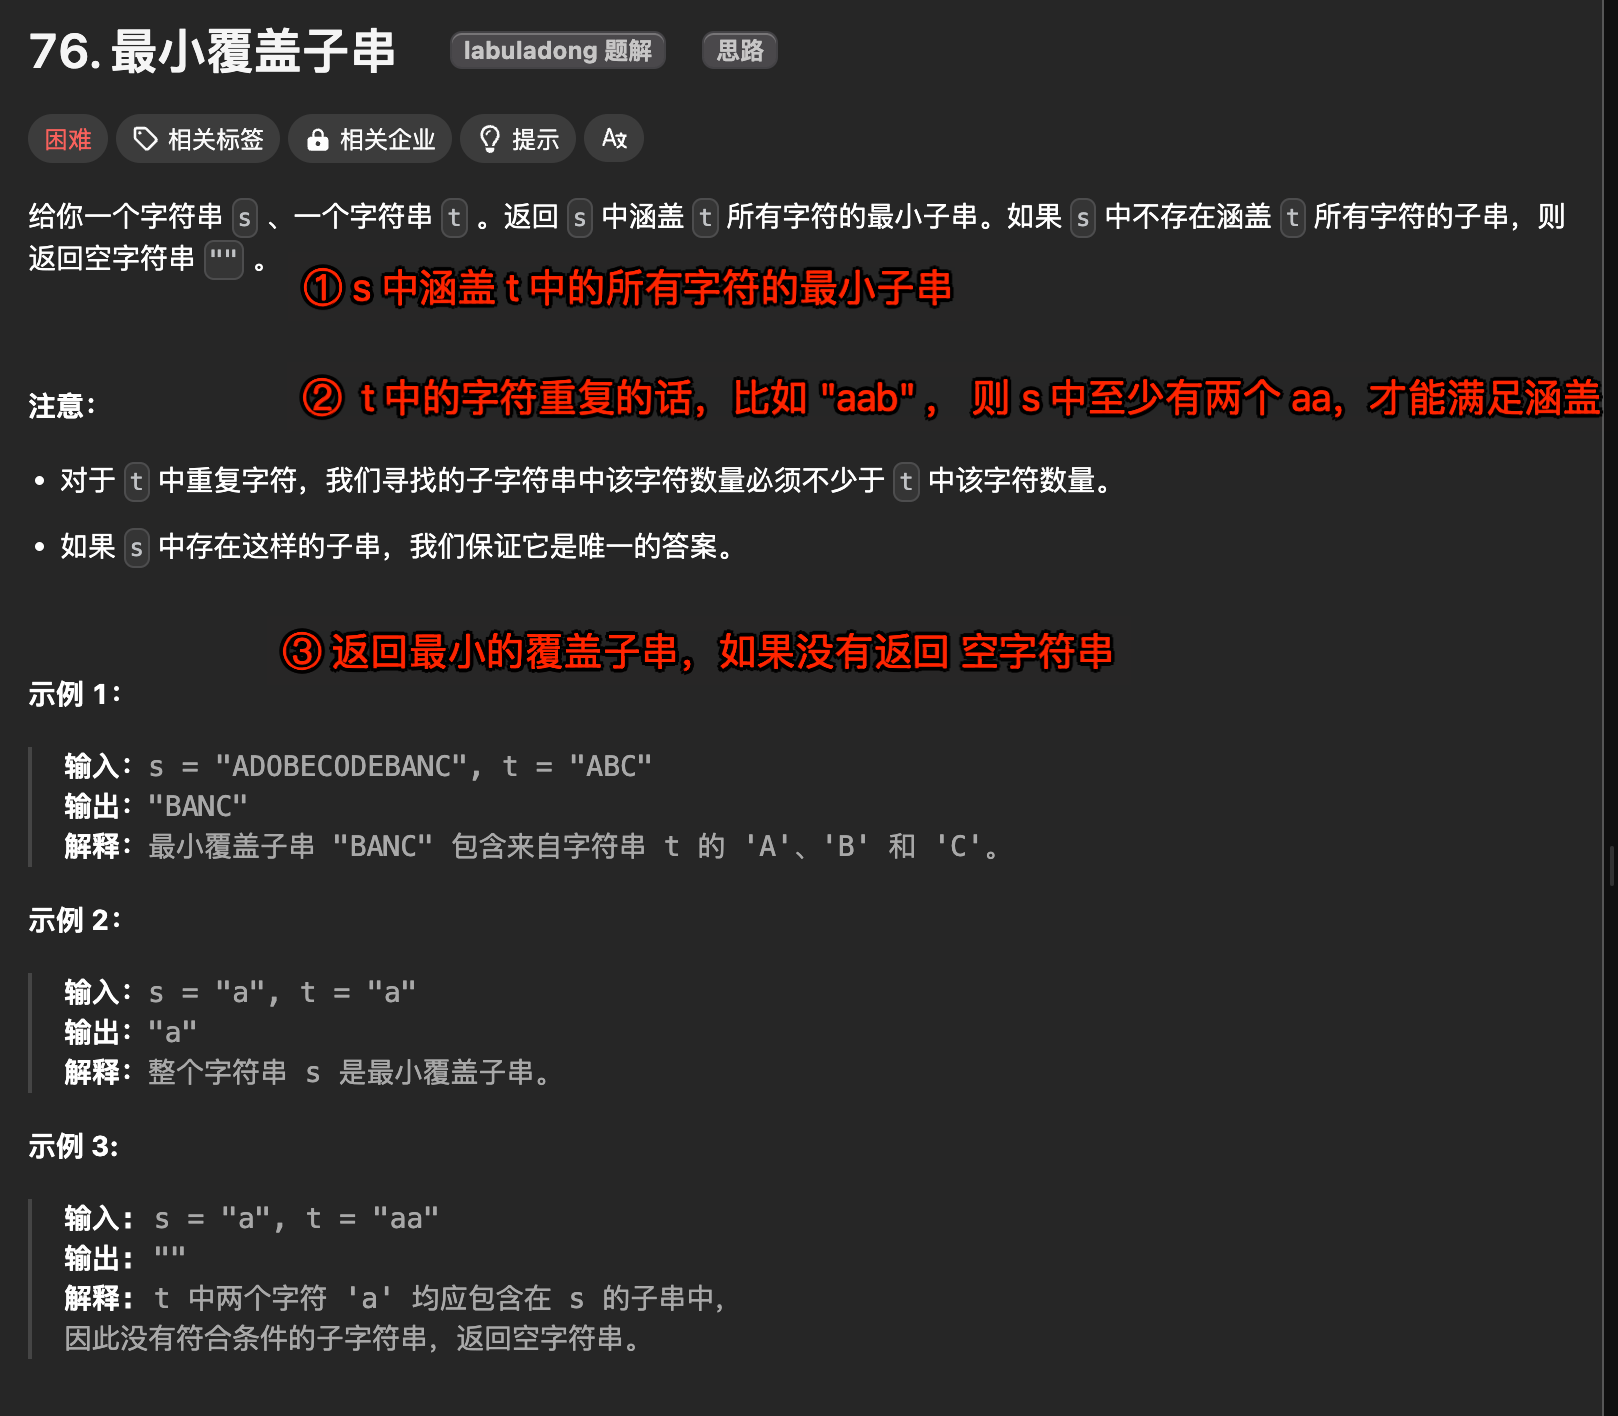 76. 最小覆盖子串 labuladong 题解 思路
困难 相关标签 相关企业 提示 A文
给你一个字符串 s 、一个字符串 t 。返回 s 中涵盖 t 所有字符的最小子串。如果 s 中不存在涵盖 t 所有字符的子串，则
返回空字符串 "" 。
① s 中涵盖 t 中的所有字符的最小子串
② t 中的字符重复的话，比如 "aab" ， 则 s 中至少有两个 aa，才能满足涵盖
注意：
• 对于 t 中重复字符，我们寻找的子字符串中该字符数量必须不少于 t 中该字符数量。
• 如果 s 中存在这样的子串，我们保证它是唯一的答案。
③ 返回最小的覆盖子串，如果没有返回 空字符串
示例 1：
输入：s = "ADOBECODEBANC", t = "ABC"
输出："BANC"
解释：最小覆盖子串 "BANC" 包含来自字符串 t 的 'A'、'B' 和 'C'。
示例 2：
输入：s = "a", t = "a"
输出："a"
解释：整个字符串 s 是最小覆盖子串。
示例 3:
输入: s = "a", t = "aa"
输出: ""
解释: t 中两个字符 'a' 均应包含在 s 的子串中，
因此没有符合条件的子字符串，返回空字符串。